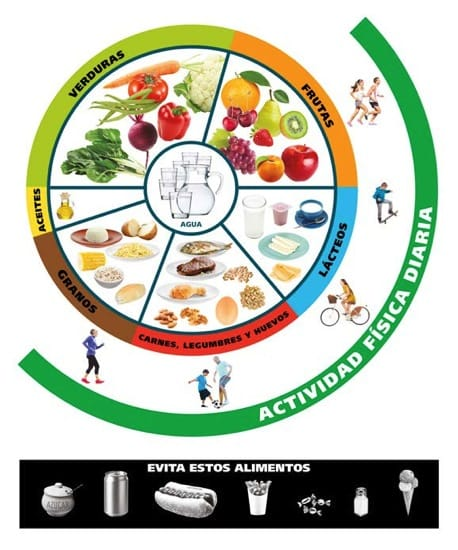 VERDURAS
FRUTAS
ACEITES
AGUA
LÁCTEOS
GRANOS
CARNES, LEGUMBRES Y HUEVOS
ACTIVIDAD FÍSICA DIARIA
EVITA ESTOS ALIMENTOS
AZÚCAR